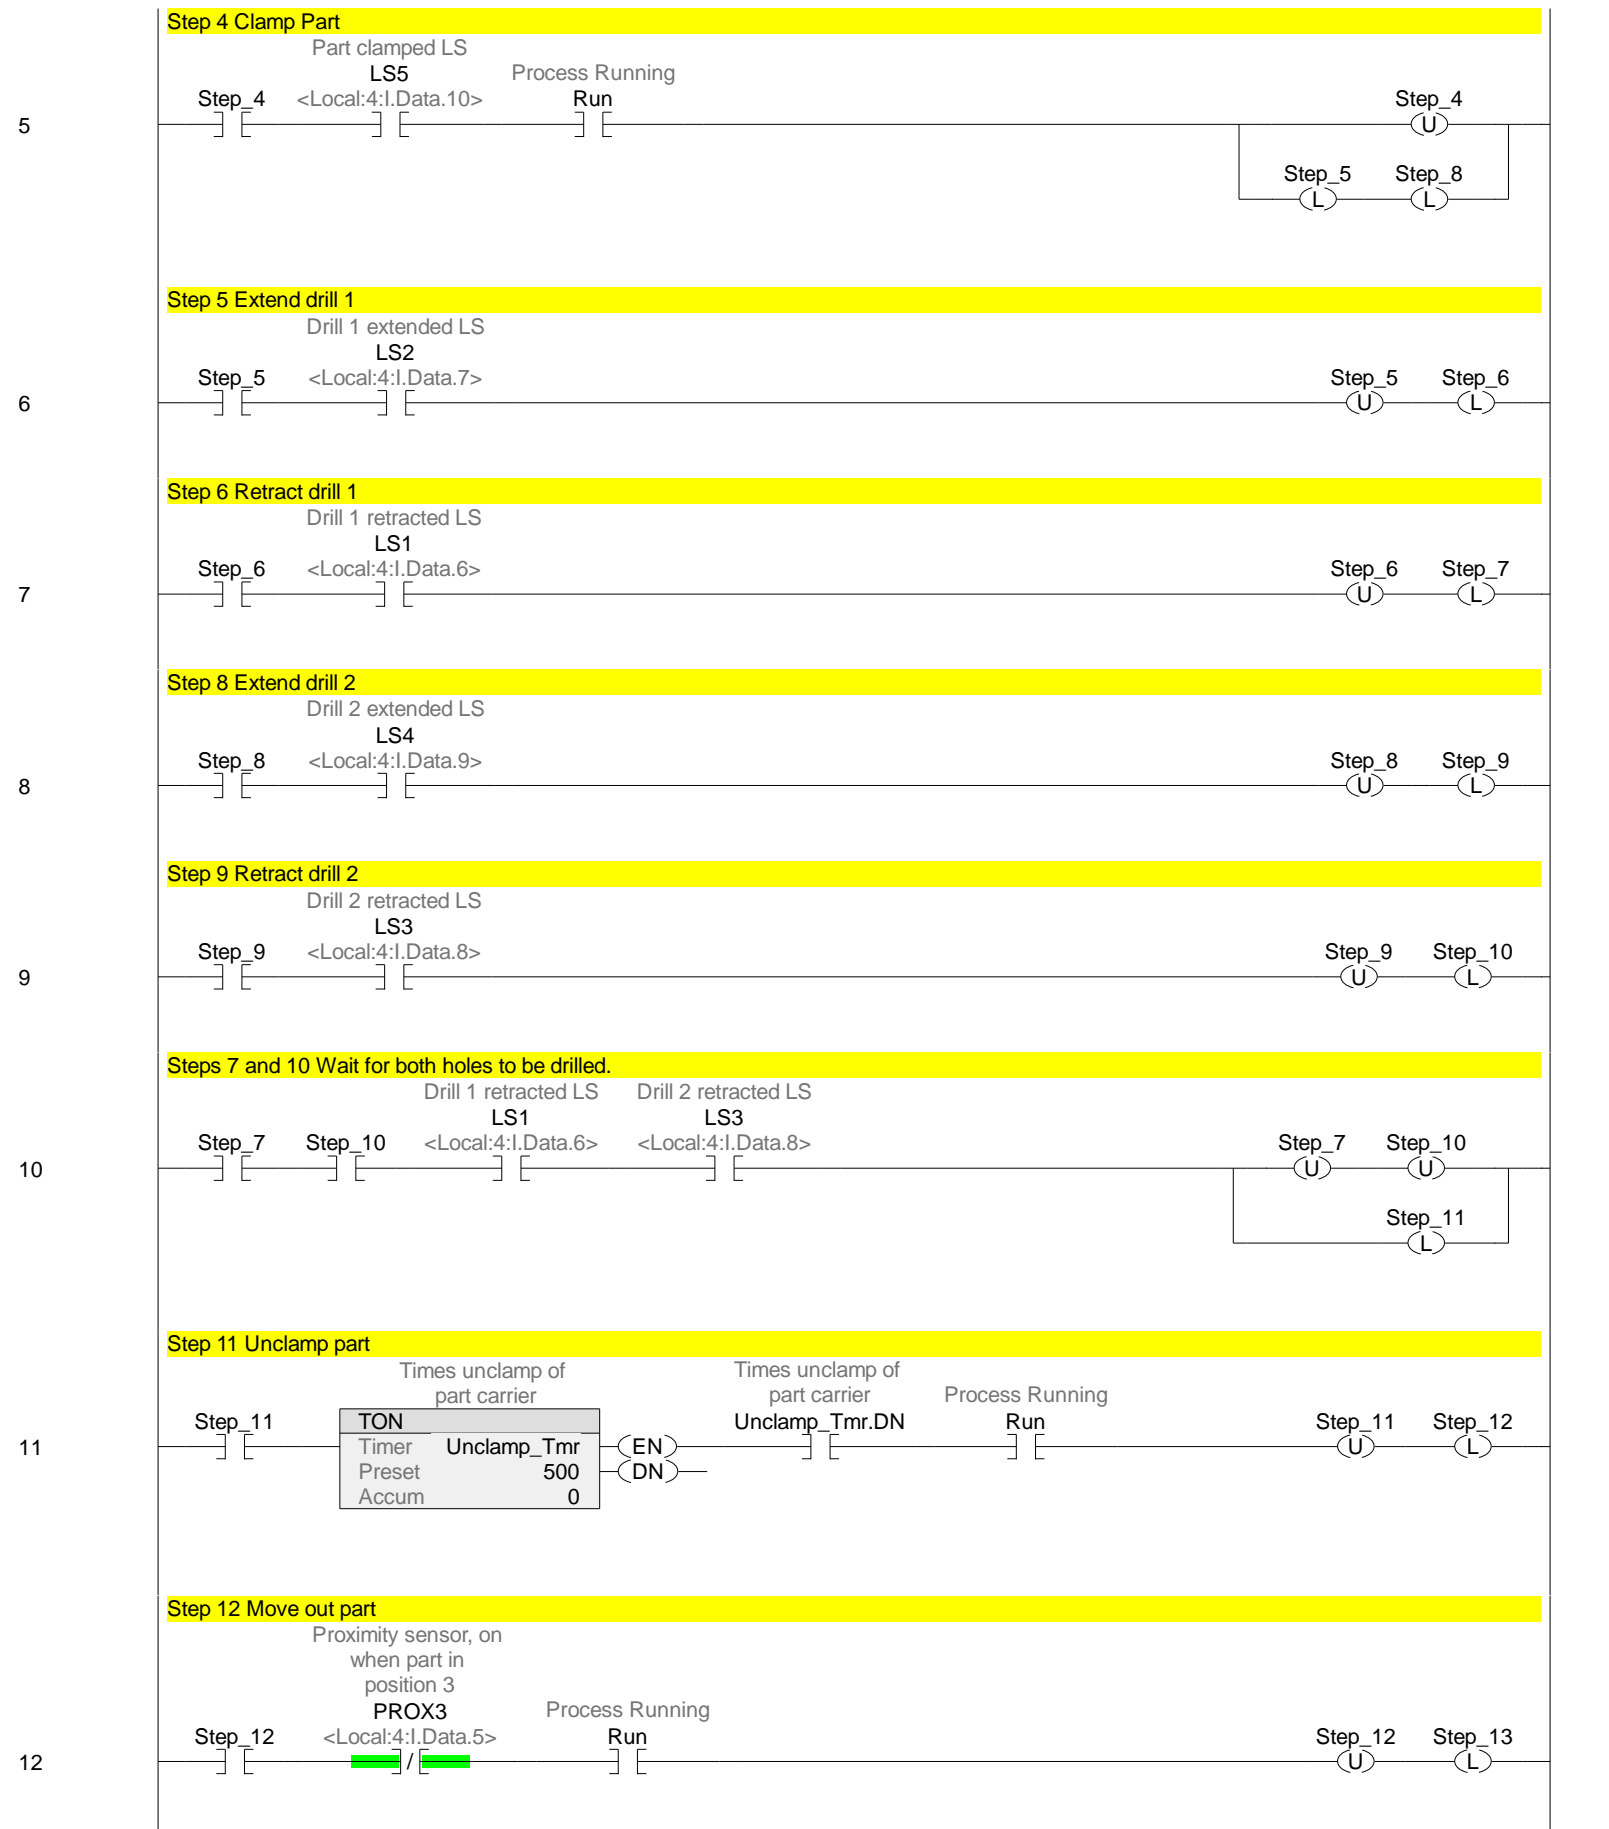 Step 4 Clamp Part
Part clamped LS
LS5 Process Running
Step_4 <Local:4:I.Data.10> Run Step_4
5 U
Step_5 Step_8
L L
Step 5 Extend drill 1
Drill 1 extended LS
LS2
Step_5 <Local:4:I.Data.7> Step_5 Step_6
6 U L
Step 6 Retract drill 1
Drill 1 retracted LS
LS1
Step_6 <Local:4:I.Data.6> Step_6 Step_7
7 U L
Step 8 Extend drill 2
Drill 2 extended LS
LS4
Step_8 <Local:4:I.Data.9> Step_8 Step_9
8 U L
Step 9 Retract drill 2
Drill 2 retracted LS
LS3
Step_9 <Local:4:I.Data.8> Step_9 Step_10
9 U L
Steps 7 and 10 Wait for both holes to be drilled.
Drill 1 retracted LS Drill 2 retracted LS
LS1 LS3
Step_7 Step_10 <Local:4:I.Data.6> <Local:4:I.Data.8> Step_7 Step_10
10 U U
Step_11
L
Step 11 Unclamp part
Times unclamp of Times unclamp of
part carrier part carrier Process Running
Step_11 TON Unclamp_Tmr.DN Run Step_11 Step_12
11 Timer Unclamp_Tmr EN U L
Preset 500 DN
Accum 0
Step 12 Move out part
Proximity sensor, on
when part in
position 3
PROX3 Process Running
Step_12 <Local:4:I.Data.5> Run Step_12 Step_13
12 / U L